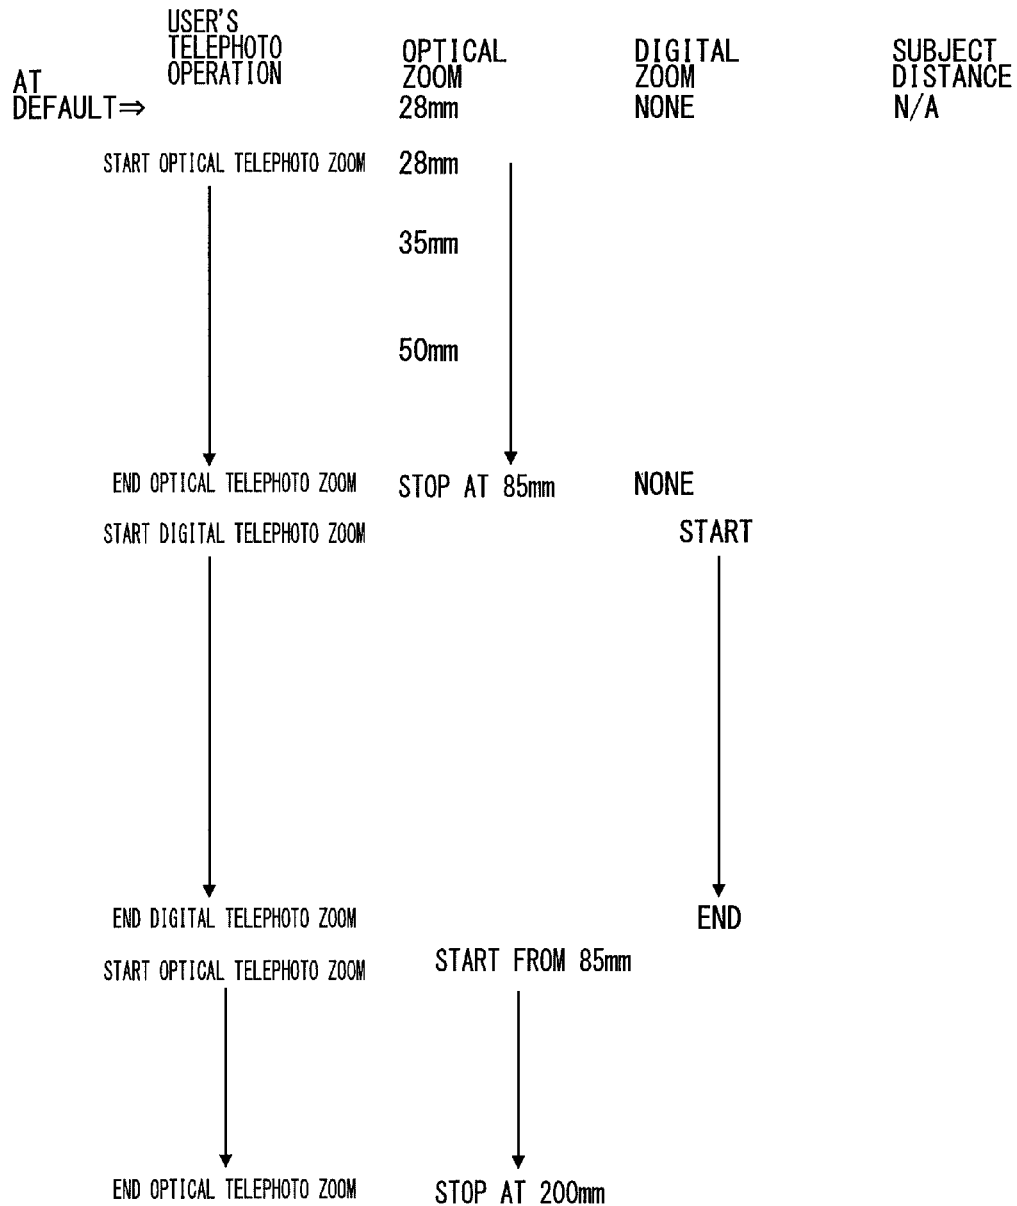 USER'S
TELEPHOTO
OPERATION
OPTICAL
ZOOM
DIGITAL
ZOOM
SUBJECT
DISTANCE
AT
DEFAULT⇒
28mm
NONE
N/A
START OPTICAL TELEPHOTO ZOOM
28mm
35mm
50mm
END OPTICAL TELEPHOTO ZOOM
STOP AT 85mm
NONE
START DIGITAL TELEPHOTO ZOOM
START
END DIGITAL TELEPHOTO ZOOM
END
START OPTICAL TELEPHOTO ZOOM
START FROM 85mm
END OPTICAL TELEPHOTO ZOOM
STOP AT 200mm